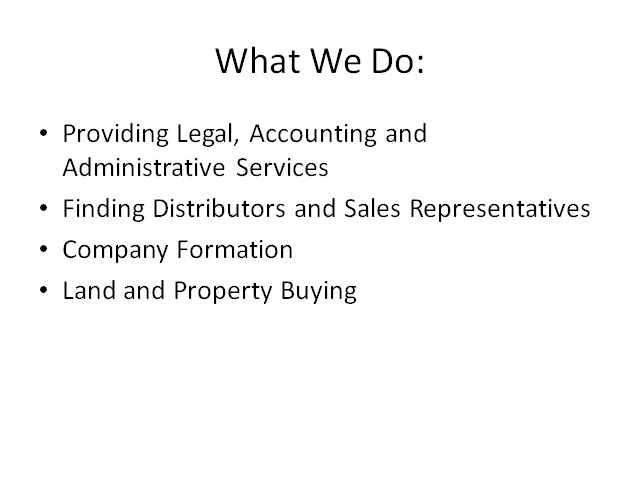 What We Do:
• Providing Legal, Accounting and
Administrative Services
• Finding Distributors and Sales Representatives
• Company Formation
• Land and Property Buying